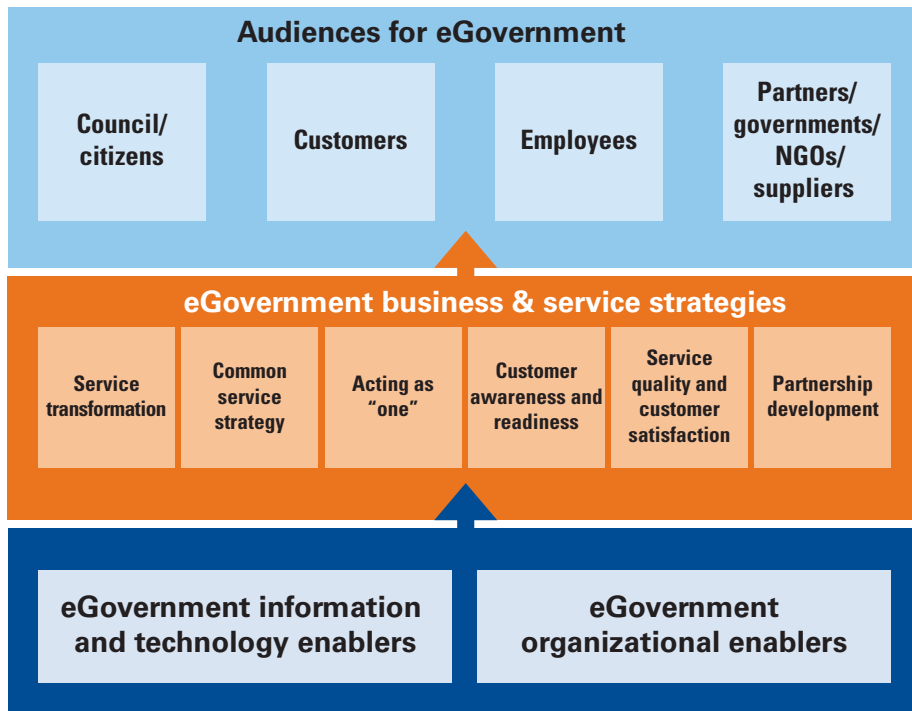 Audiences for eGovernment
Council/
citizens
Customers
Employees
Partners/
governments/
NGOs/
suppliers
eGovernment business & service strategies
Service
transformation
Common
service
strategy
Acting as
“one”
Customer
awareness and
readiness
Service
quality and
customer
satisfaction
Partnership
development
eGovernment information
and technology enablers
eGovernment
organizational enablers